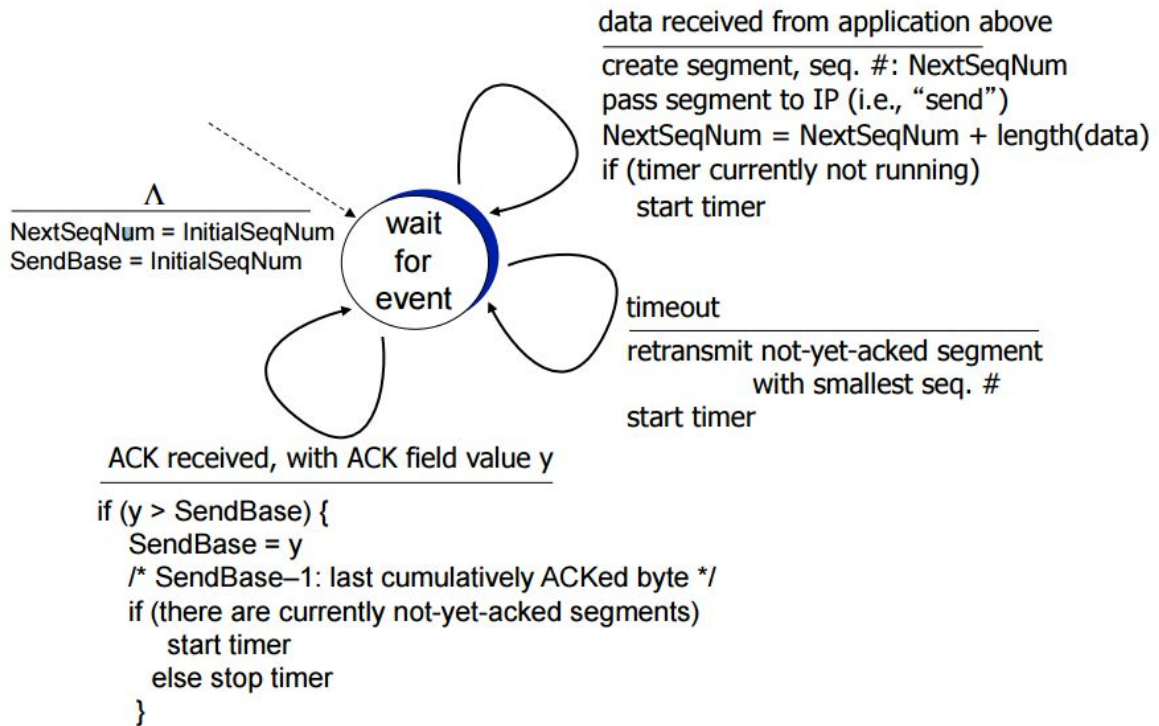 data received from application above
create segment, seq. #: NextSeqNum
pass segment to IP (i.e., “send”)
NextSeqNum = NextSeqNum + length(data)
if (timer currently not running)
start timer
Λ
NextSeqNum = InitialSeqNum
SendBase = InitialSeqNum
wait
for
event
timeout
retransmit not-yet-acked segment
with smallest seq. #
start timer
ACK received, with ACK field value y
if (y > SendBase) {
SendBase = y
/* SendBase–1: last cumulatively ACKed byte */
if (there are currently not-yet-acked segments)
start timer
else stop timer
}